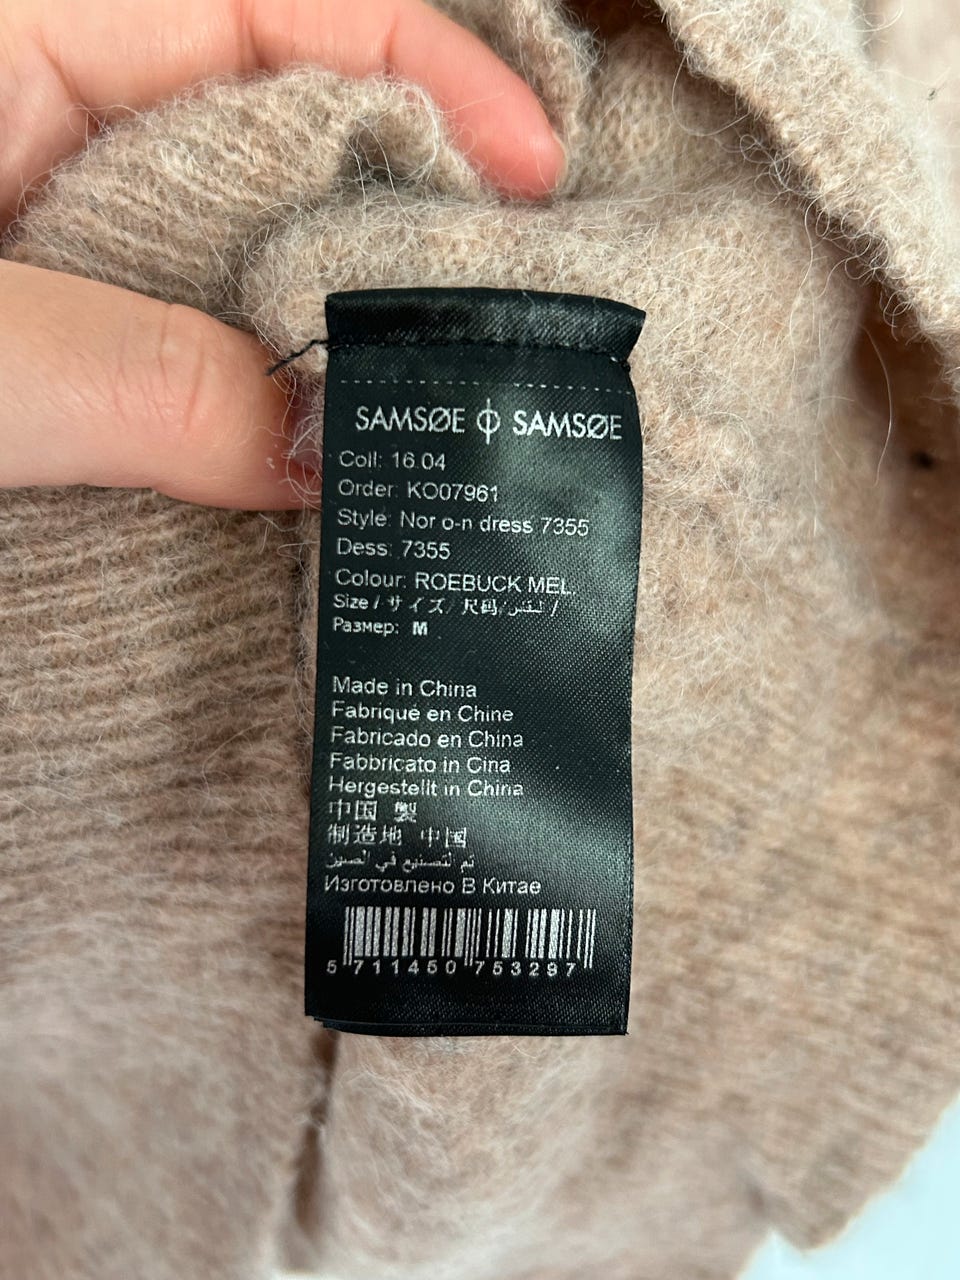 SAMSØE ϕ SAMSØE
Coll: 16.04
Order: KO07961
Style: Nor o-n dress 7355
Dess: 7355
Colour: ROEBUCK MEL.
Size / サイズ/ 尺码/ /
Размер: M
Made in China
Fabriqué en Chine
Fabricado en China
Fabbricato in Cina
Hergestellt in China
中国 製
制造地 中国
تم لتصنيع في الصين
Изготовлено В Китае
5 711450 753297